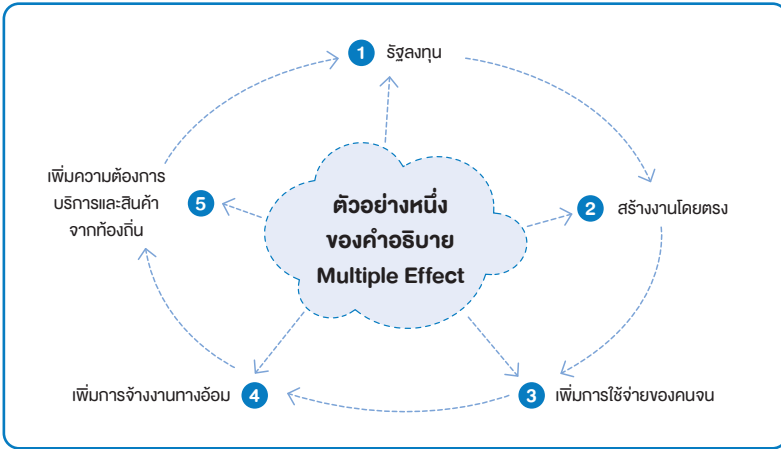 1 รัฐลงทุน
2 สร้างงานโดยตรง
3 เพิ่มการใช้จ่ายของคนจน
4 เพิ่มการจ้างงานทางอ้อม
5 เพิ่มความต้องการ
บริการและสินค้า
จากท้องถิ่น
ตัวอย่างหนึ่ง
ของคำอธิบาย
Multiple Effect